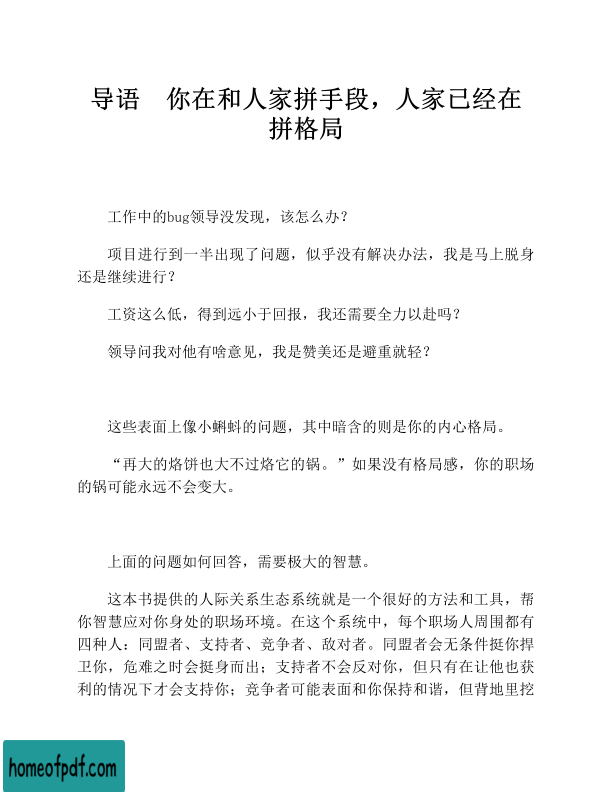 导语　你在和人家拼手段，人家已经在
拼格局
工作中的bug领导没发现，该怎么办？
项目进行到一半出现了问题，似乎没有解决办法，我是马上脱身
还是继续进行？
工资这么低，得到远小于回报，我还需要全力以赴吗？
领导问我对他有啥意见，我是赞美还是避重就轻？
这些表面上像小蝌蚪的问题，其中暗含的则是你的内心格局。
“再大的烙饼也大不过烙它的锅。”如果没有格局感，你的职场
的锅可能永远不会变大。
上面的问题如何回答，需要极大的智慧。
这本书提供的人际关系生态系统就是一个很好的方法和工具，帮
你智慧应对你身处的职场环境。在这个系统中，每个职场人周围都有
四种人：同盟者、支持者、竞争者、敌对者。同盟者会无条件挺你捍
卫你，危难之时会挺身而出；支持者不会反对你，但只有在让他也获
利的情况下才会支持你；竞争者可能表面和你保持和谐，但背地里挖
homeofpdf.com